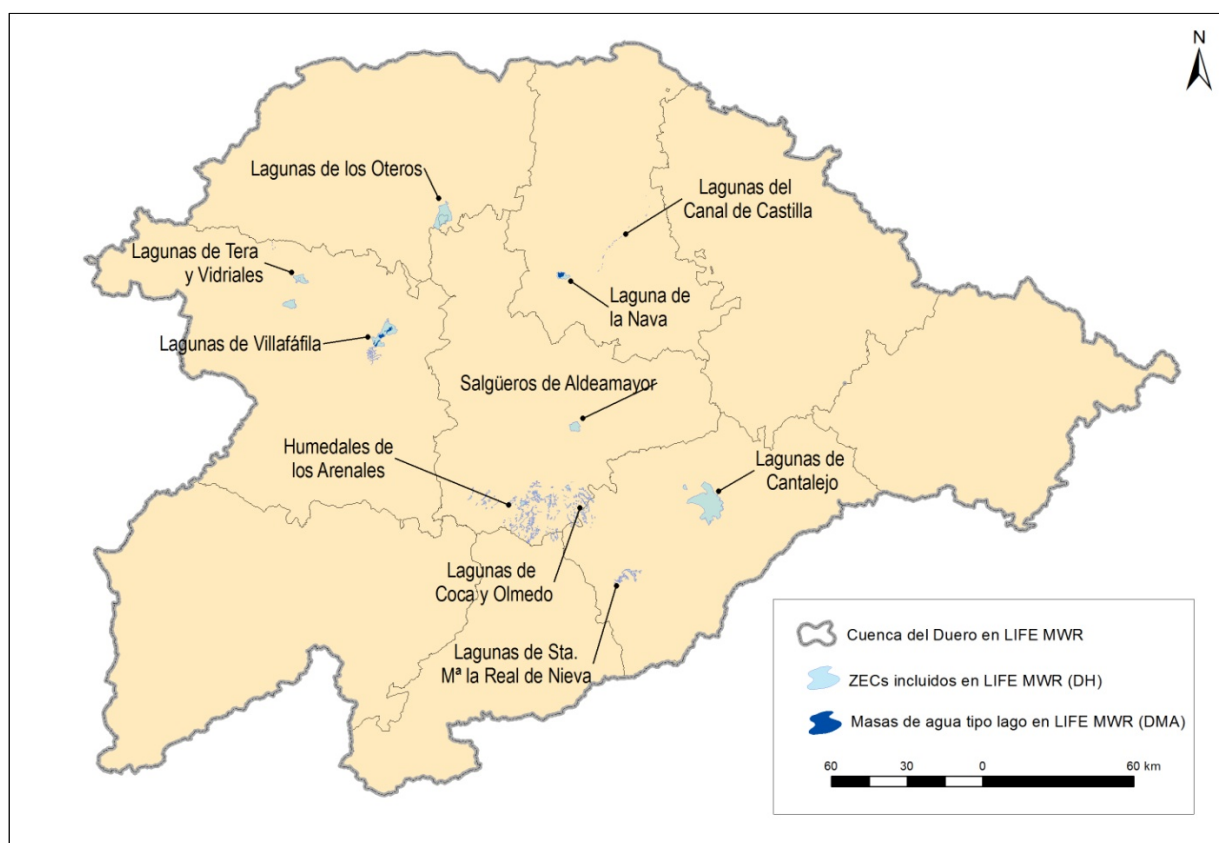 N
Lagunas de los Oteros
Lagunas del
Canal de Castilla
Lagunas de Tera
y Vidriales
Laguna de
la Nava
Lagunas de Villafáfila
Salgüeros de Aldeamayor
Humedales de
los Arenales
Lagunas de
Cantalejo
Lagunas de
Coca y Olmedo
Lagunas de Sta.
Mª la Real de Nieva
Cuenca del Duero en LIFE MWR
ZECs incluidos en LIFE MWR (DH)
Masas de agua tipo lago en LIFE MWR (DMA)
60 30 0 60 km